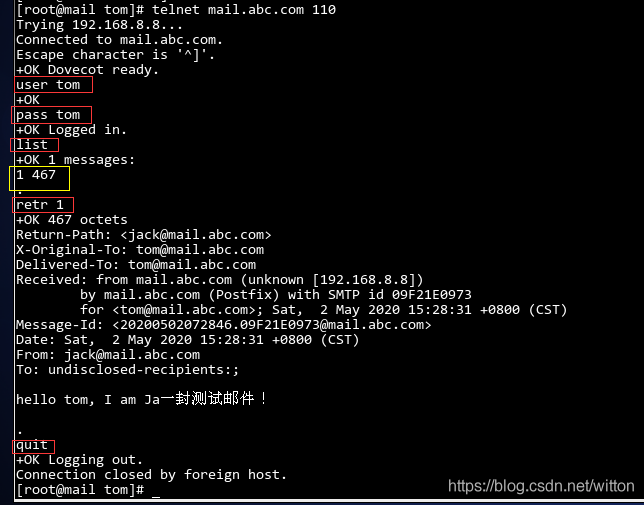 [root@mail tom]# telnet mail.abc.com 110
Trying 192.168.8.8...
Connected to mail.abc.com.
Escape character is '^]'.
+OK Dovecot ready.
user tom
+OK
pass tom
+OK Logged in.
list
+OK 1 messages:
1 467
.
retr 1
+OK 467 octets
Return-Path: <jack@mail.abc.com>
X-Original-To: tom@mail.abc.com
Delivered-To: tom@mail.abc.com
Received: from mail.abc.com (unknown [192.168.8.8])
        by mail.abc.com (Postfix) with SMTP id 09F21E0973
        for <tom@mail.abc.com>; Sat,  2 May 2020 15:28:31 +0800 (CST)
Message-Id: <20200502072846.09F21E0973@mail.abc.com>
Date: Sat,  2 May 2020 15:28:31 +0800 (CST)
From: jack@mail.abc.com
To: undisclosed-recipients:;

hello tom, I am Ja一封测试邮件！

.
quit
+OK Logging out.
Connection closed by foreign host.
[root@mail tom]# _
https://blog.csdn.net/witton